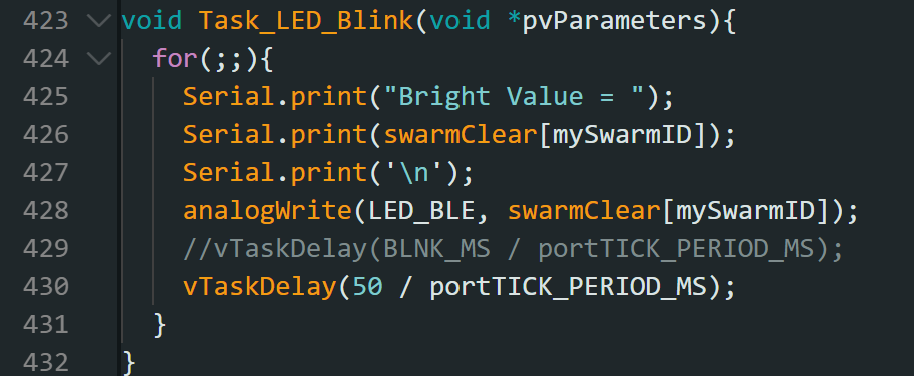 423 void Task_LED_Blink(void *pvParameters){
424   for(;;){
425     Serial.print("Bright Value = ");
426     Serial.print(swarmClear[mySwarmID]);
427     Serial.print('\n');
428     analogWrite(LED_BLE, swarmClear[mySwarmID]);
429     //vTaskDelay(BLNK_MS / portTICK_PERIOD_MS);
430     vTaskDelay(50 / portTICK_PERIOD_MS);
431   }
432 }